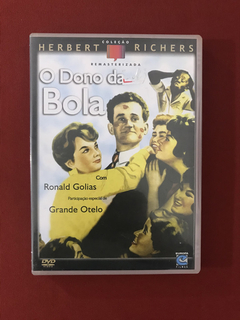 COLEÇÃO
HERBERT RICHERS
REMASTERIZADA
O Dono da
Bola
Com
Ronald Golias
Participação especial de
Grande Otelo
DVD